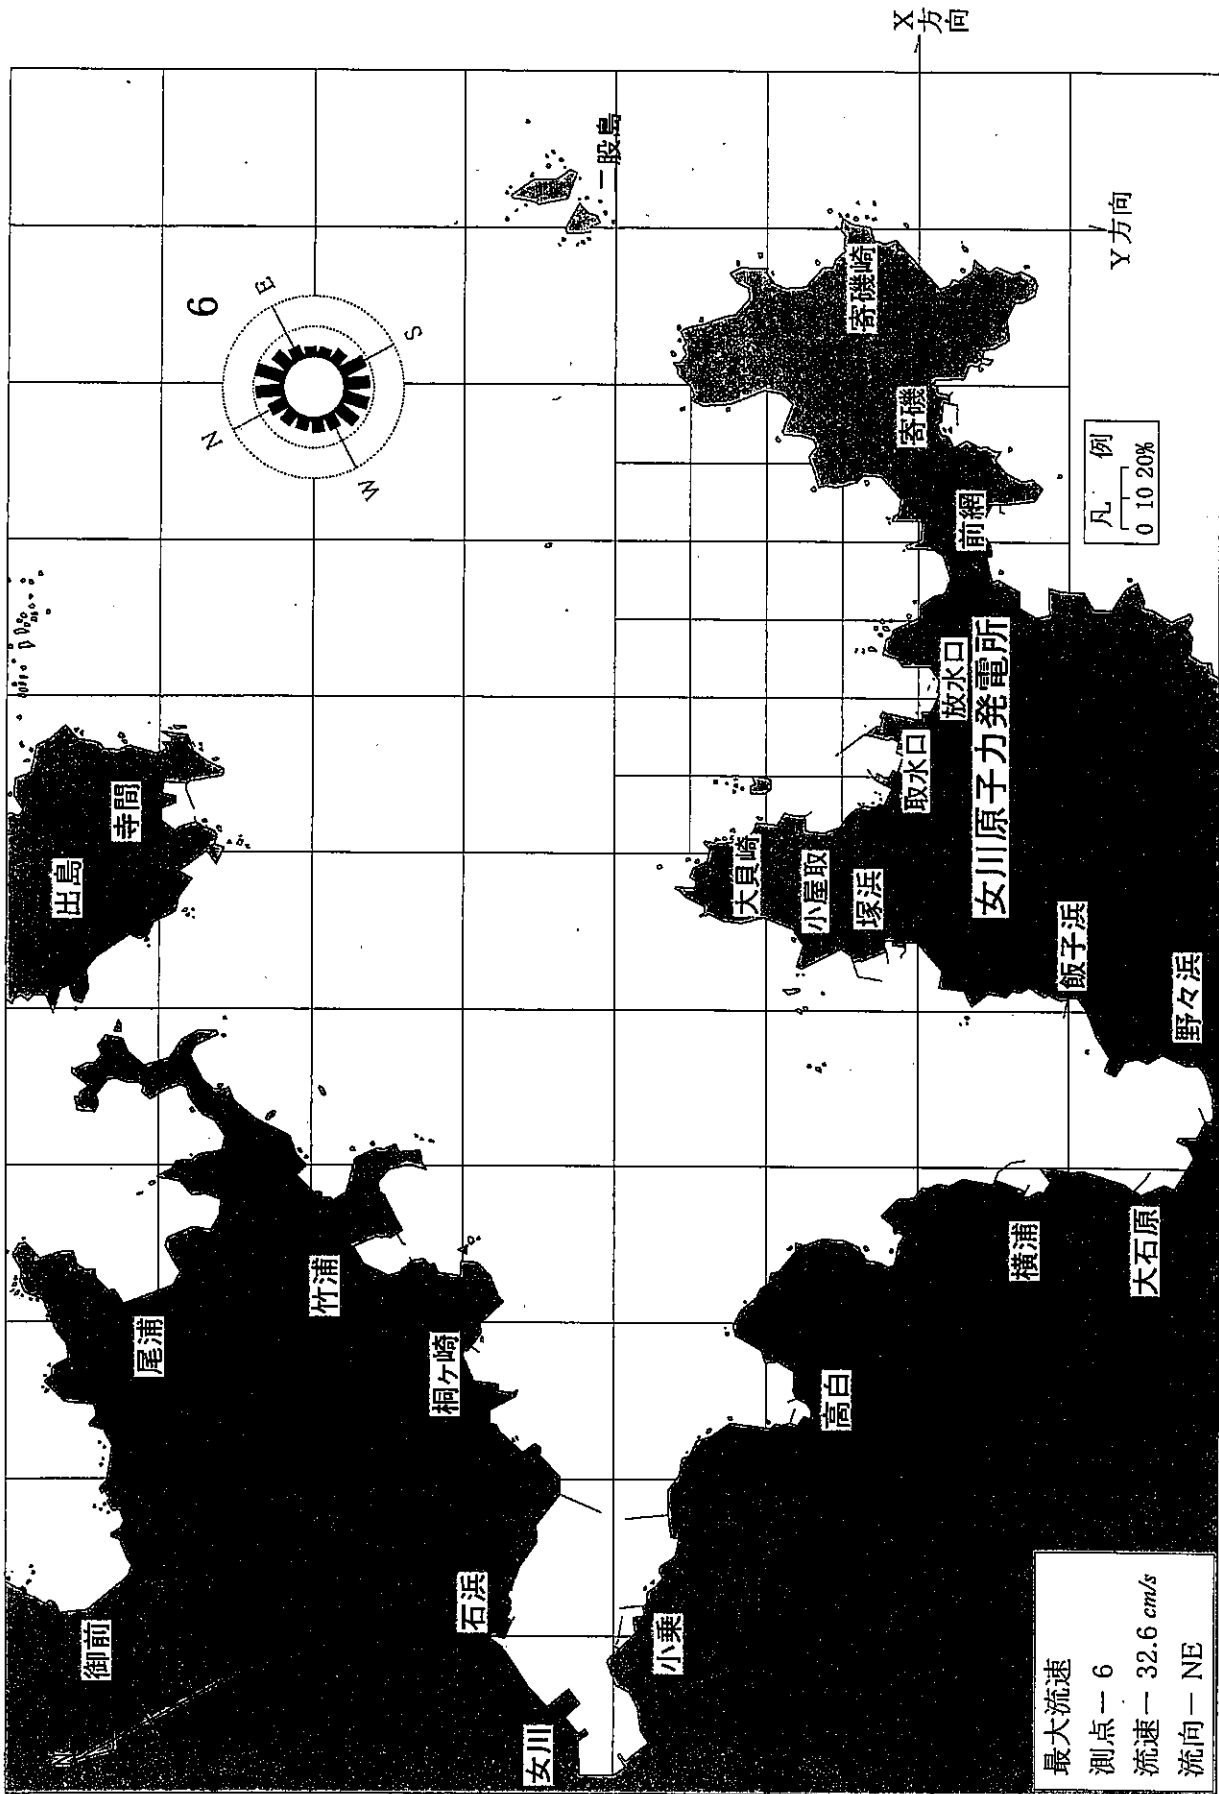 御前
尾浦
出島
寺間
竹浦
桐ヶ崎
石浜
女川
小乗
高白
横浦
大石原
野々浜
飯子浜
塚浜
小屋取
大貝崎
取水口
放水口
女川原子力発電所
前網
寄磯
寄磯崎
二股島
6
N
E
S
W
N
X方向
Y方向
凡 例
0 10 20%
最大流速
測点－6
流速－32.6 cm/s
流向－NE